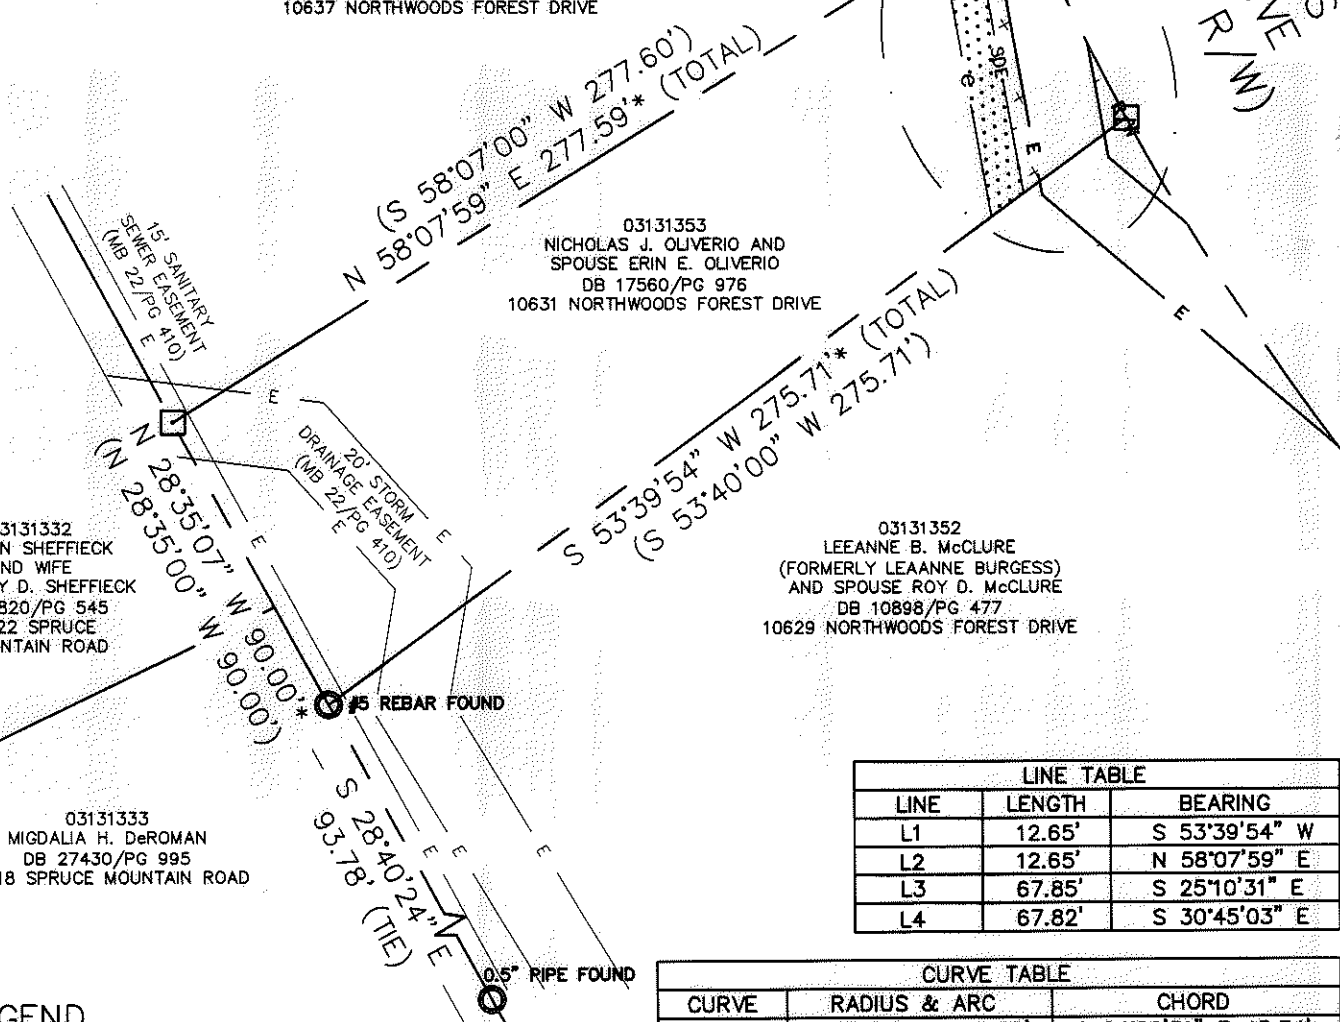 10637 NORTHWOODS FOREST DRIVE
R/W)
SDE
e
E
(S 58°07'00" W 277.60')
N 58°07'59" E 277.59'* (TOTAL)
03131353
NICHOLAS J. OLIVERIO AND
SPOUSE ERIN E. OLIVERIO
DB 17560/PG 976
10631 NORTHWOODS FOREST DRIVE
15' SANITARY
SEWER EASEMENT
(MB 22/PG 410)
E
E
E
20' STORM
DRAINAGE EASEMENT
(MB 22/PG 410)
E
E
E
N 28°35'07" W 90.00'*
(N 28°35'00" W 90.00')
S 53°39'54" W 275.71'* (TOTAL)
(S 53°40'00" W 275.71')
3131332
N SHEFFIECK
ND WIFE
Y D. SHEFFIECK
820/PG 545
22 SPRUCE
NTAIN ROAD
03131352
LEEANNE B. McCLURE
(FORMERLY LEAANNE BURGESS)
AND SPOUSE ROY D. McCLURE
DB 10898/PG 477
10629 NORTHWOODS FOREST DRIVE
#5 REBAR FOUND
03131333
MIGDALIA H. DeROMAN
DB 27430/PG 995
18 SPRUCE MOUNTAIN ROAD
S 28°40'24" E
93.78' (TIE)
E
E
E
0.5" PIPE FOUND
LINE TABLE
LINE LENGTH BEARING
L1 12.65' S 53°39'54" W
L2 12.65' N 58°07'59" E
L3 67.85' S 25°10'31" E
L4 67.82' S 30°45'03" E
CURVE TABLE
CURVE RADIUS & ARC CHORD
GEND